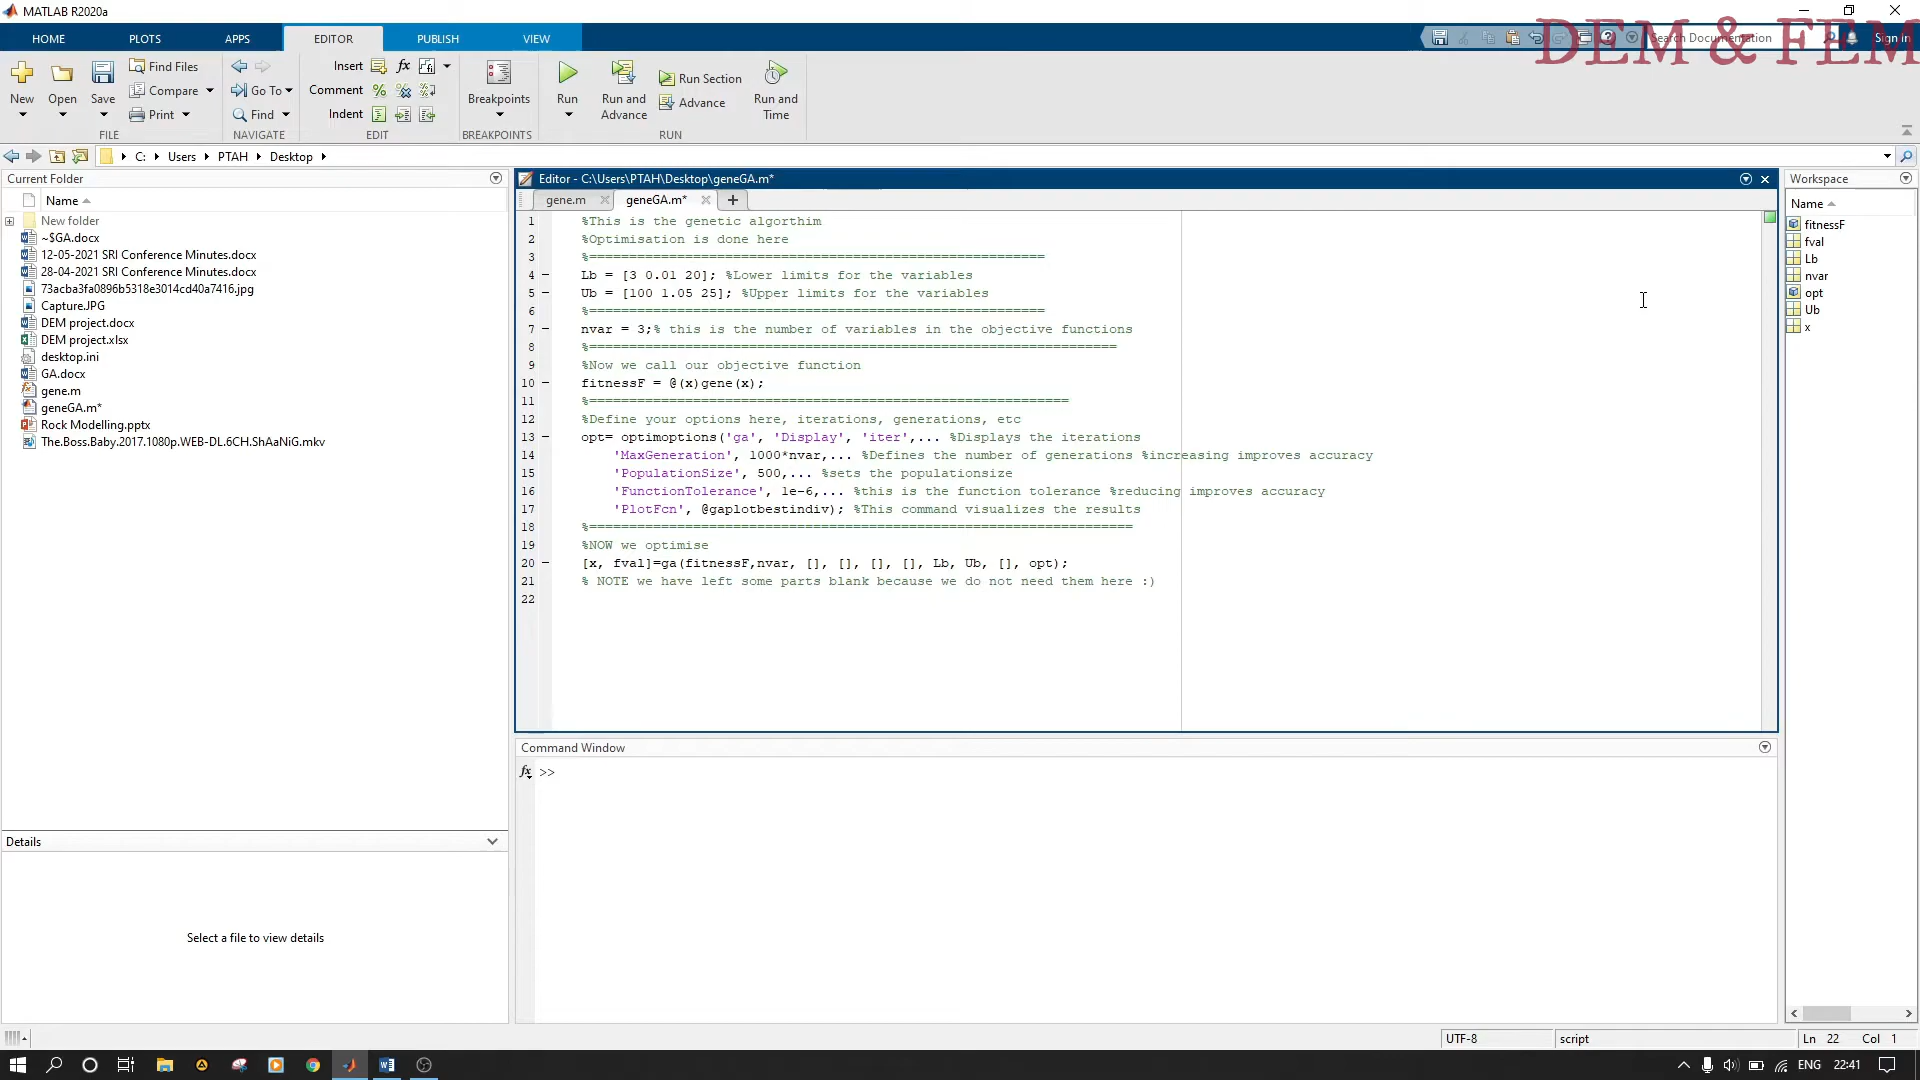 MATLAB R2020a
DEM & FEM
HOME PLOTS APPS EDITOR PUBLISH VIEW
Search Documentation Sign In
New Open Save Find Files Compare Print
Go To Find
Insert fx
Comment
Indent
Breakpoints Run Run and Advance Run Section Advance Run and Time
FILE NAVIGATE EDIT BREAKPOINTS RUN
C: Users PTAH Desktop
Current Folder
Name
New folder
~$GA.docx
12-05-2021 SRI Conference Minutes.docx
28-04-2021 SRI Conference Minutes.docx
73acba3fa0896b5318e3014cd40a7416.jpg
Capture.JPG
DEM project.docx
DEM project.xlsx
desktop.ini
GA.docx
gene.m
geneGA.m*
Rock Modelling.pptx
The.Boss.Baby.2017.1080p.WEB-DL.6CH.ShAaNiG.mkv
Details
Select a file to view details
Editor - C:\Users\PTAH\Desktop\geneGA.m*
gene.m geneGA.m*
1 %This is the genetic algorthim
2 %Optimisation is done here
3 %=========================================================
4 Lb = [3 0.01 20]; %Lower limits for the variables
5 Ub = [100 1.05 25]; %Upper limits for the variables
6 %=========================================================
7 nvar = 3;% this is the number of variables in the objective functions
8 %==================================================================
9 %Now we call our objective function
10 fitnessF = @(x)gene(x);
11 %============================================================
12 %Define your options here, iterations, generations, etc
13 opt= optimoptions('ga', 'Display', 'iter',... %Displays the iterations
14 'MaxGeneration', 1000*nvar,... %Defines the number of generations %increasing improves accuracy
15 'PopulationSize', 500,... %sets the populationsize
16 'FunctionTolerance', 1e-6,... %this is the function tolerance %reducing improves accuracy
17 'PlotFcn', @gaplotbestindiv); %This command visualizes the results
18 %====================================================================
19 %NOW we optimise
20 [x, fval]=ga(fitnessF,nvar, [], [], [], [], Lb, Ub, [], opt);
21 % NOTE we have left some parts blank because we do not need them here :)
22
Command Window
fx >>
Workspace
Name
fitnessF
fval
Lb
nvar
opt
Ub
x
UTF-8 script Ln 22 Col 1
ENG 22:41